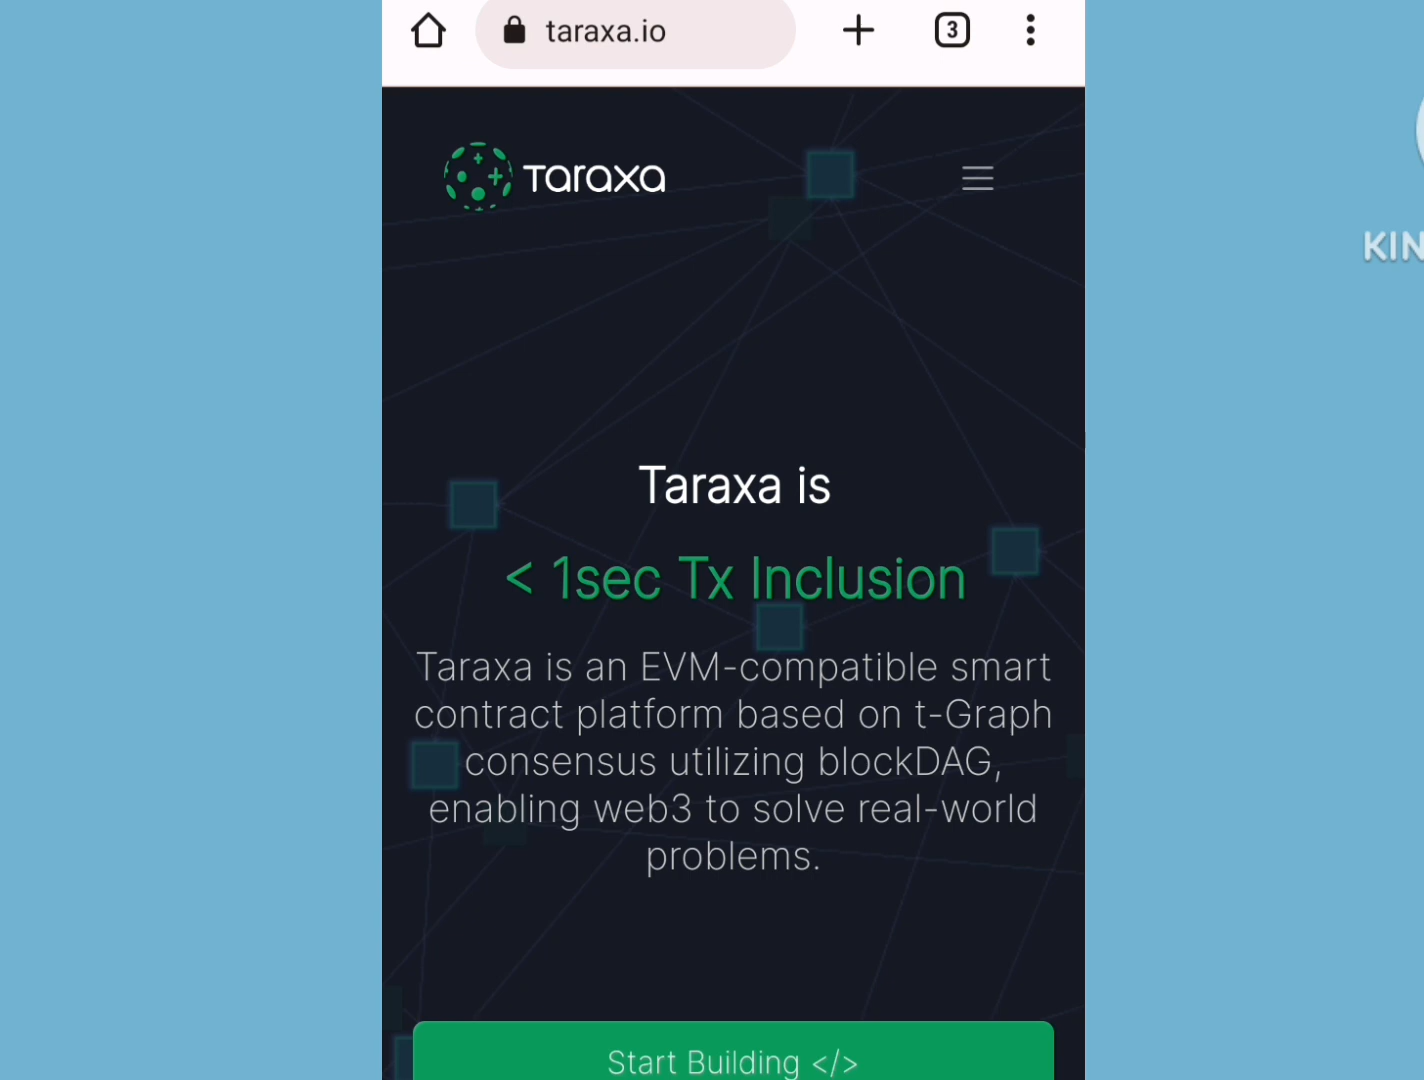 taraxa.io
3
Taraxa
KIN
Taraxa is
< 1sec Tx Inclusion
Taraxa is an EVM-compatible smart
contract platform based on t-Graph
consensus utilizing blockDAG,
enabling web3 to solve real-world
problems.
Start Building </>